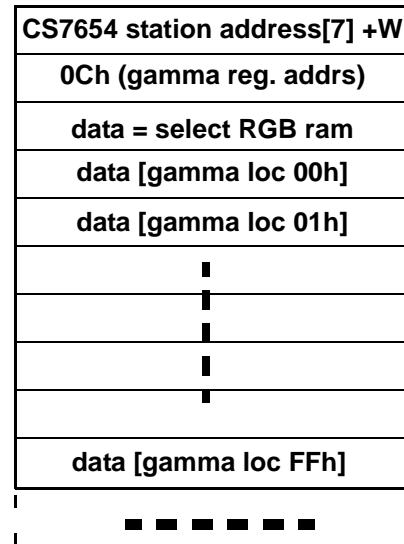 CS7654 station address[7] +W
0Ch (gamma reg. addrs)
data = select RGB ram
data [gamma loc 00h]
data [gamma loc 01h]
data [gamma loc FFh]